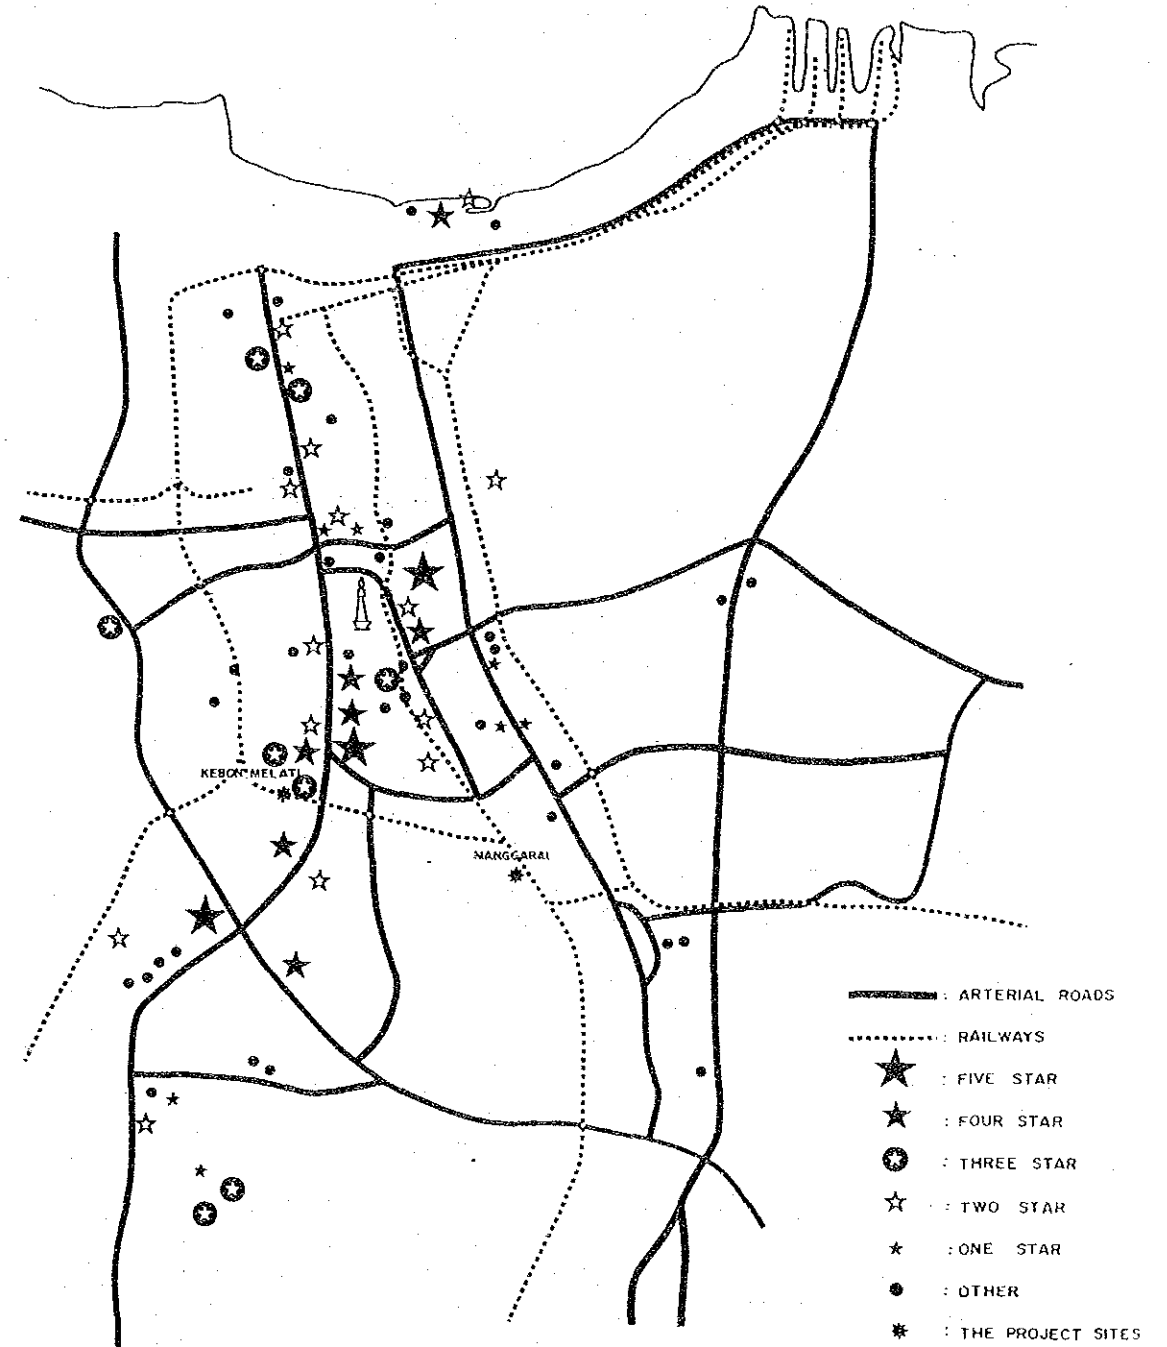 KEBON MELATI
MANGGARAI
: ARTERIAL ROADS
: RAILWAYS
: FIVE STAR
: FOUR STAR
: THREE STAR
: TWO STAR
: ONE STAR
: OTHER
: THE PROJECT SITES